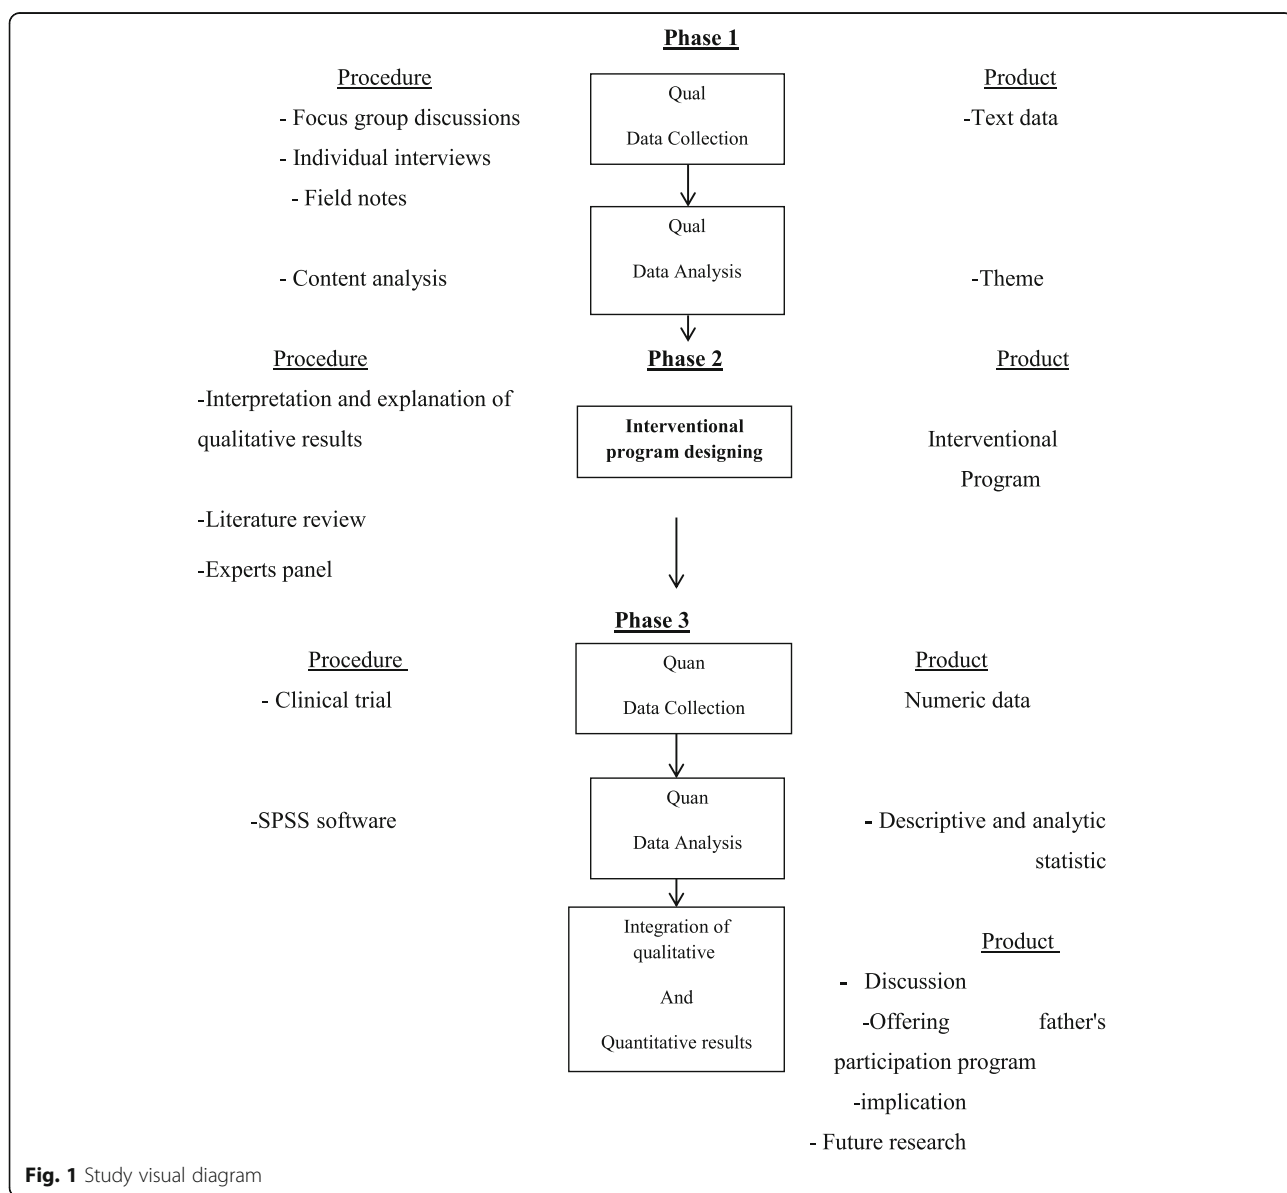 Phase 1
Procedure
- Focus group discussions
- Individual interviews
- Field notes
- Content analysis
Qual
Data Collection
Qual
Data Analysis
Product
-Text data
-Theme
Phase 2
Procedure
-Interpretation and explanation of
qualitative results
-Literature review
-Experts panel
Interventional
program designing
Product
Interventional
Program
Phase 3
Procedure
- Clinical trial
-SPSS software
Quan
Data Collection
Quan
Data Analysis
Integration of
qualitative
And
Quantitative results
Product
Numeric data
- Descriptive and analytic
statistic
Product
- Discussion
-Offering father's
participation program
-implication
- Future research
Fig. 1 Study visual diagram